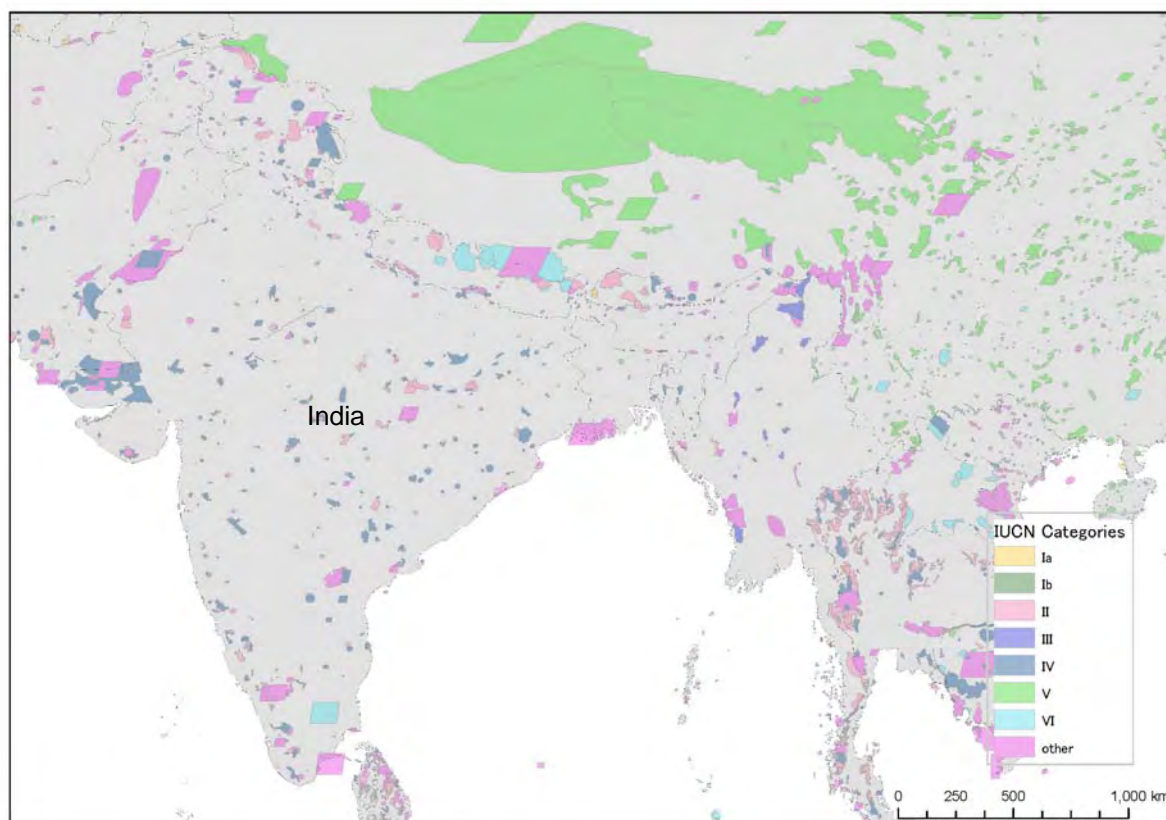 India
IUCN Categories
Ia
Ib
II
III
IV
V
VI
other
0 250 500 1,000 km